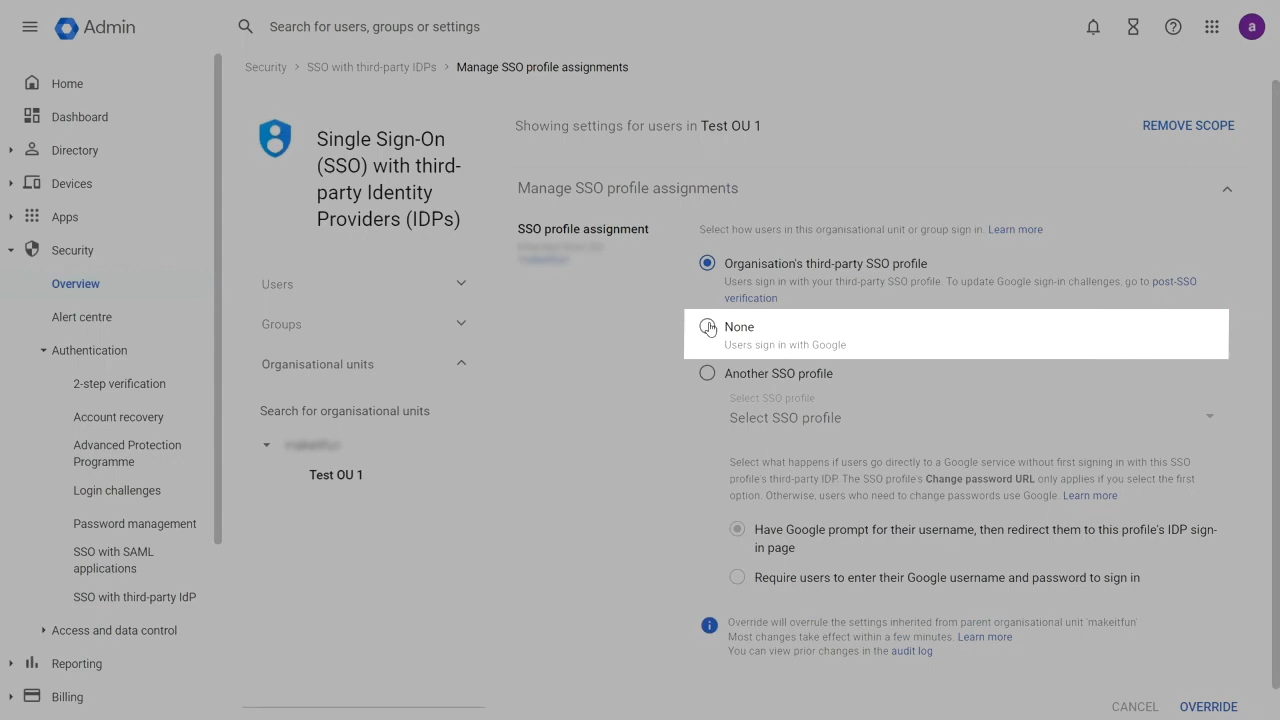 Admin
Search for users, groups or settings
a
Security > SSO with third-party IDPs > Manage SSO profile assignments
Home
Dashboard
Directory
Devices
Apps
Security
Overview
Alert centre
Authentication
2-step verification
Account recovery
Advanced Protection
Programme
Login challenges
Password management
SSO with SAML
applications
SSO with third-party IdP
Access and data control
Reporting
Billing
Single Sign-On
(SSO) with third-
party Identity
Providers (IDPs)
Users
Groups
Organisational units
Search for organisational units
Test OU 1
Showing settings for users in Test OU 1
REMOVE SCOPE
Manage SSO profile assignments
SSO profile assignment
Select how users in this organisational unit or group sign in. Learn more
Organisation's third-party SSO profile
Users sign in with your third-party SSO profile. To update Google sign-in challenges, go to post-SSO
verification
None
Users sign in with Google
Another SSO profile
Select SSO profile
Select SSO profile
Select what happens if users go directly to a Google service without first signing in with this SSO
profile's third-party IDP. The SSO profile's Change password URL only applies if you select the first
option. Otherwise, users who need to change passwords use Google. Learn more
Have Google prompt for their username, then redirect them to this profile's IDP sign-
in page
Require users to enter their Google username and password to sign in
Override will overrule the settings inherited from parent organisational unit 'makeitfun'
Most changes take effect within a few minutes. Learn more
You can view prior changes in the audit log
CANCEL
OVERRIDE